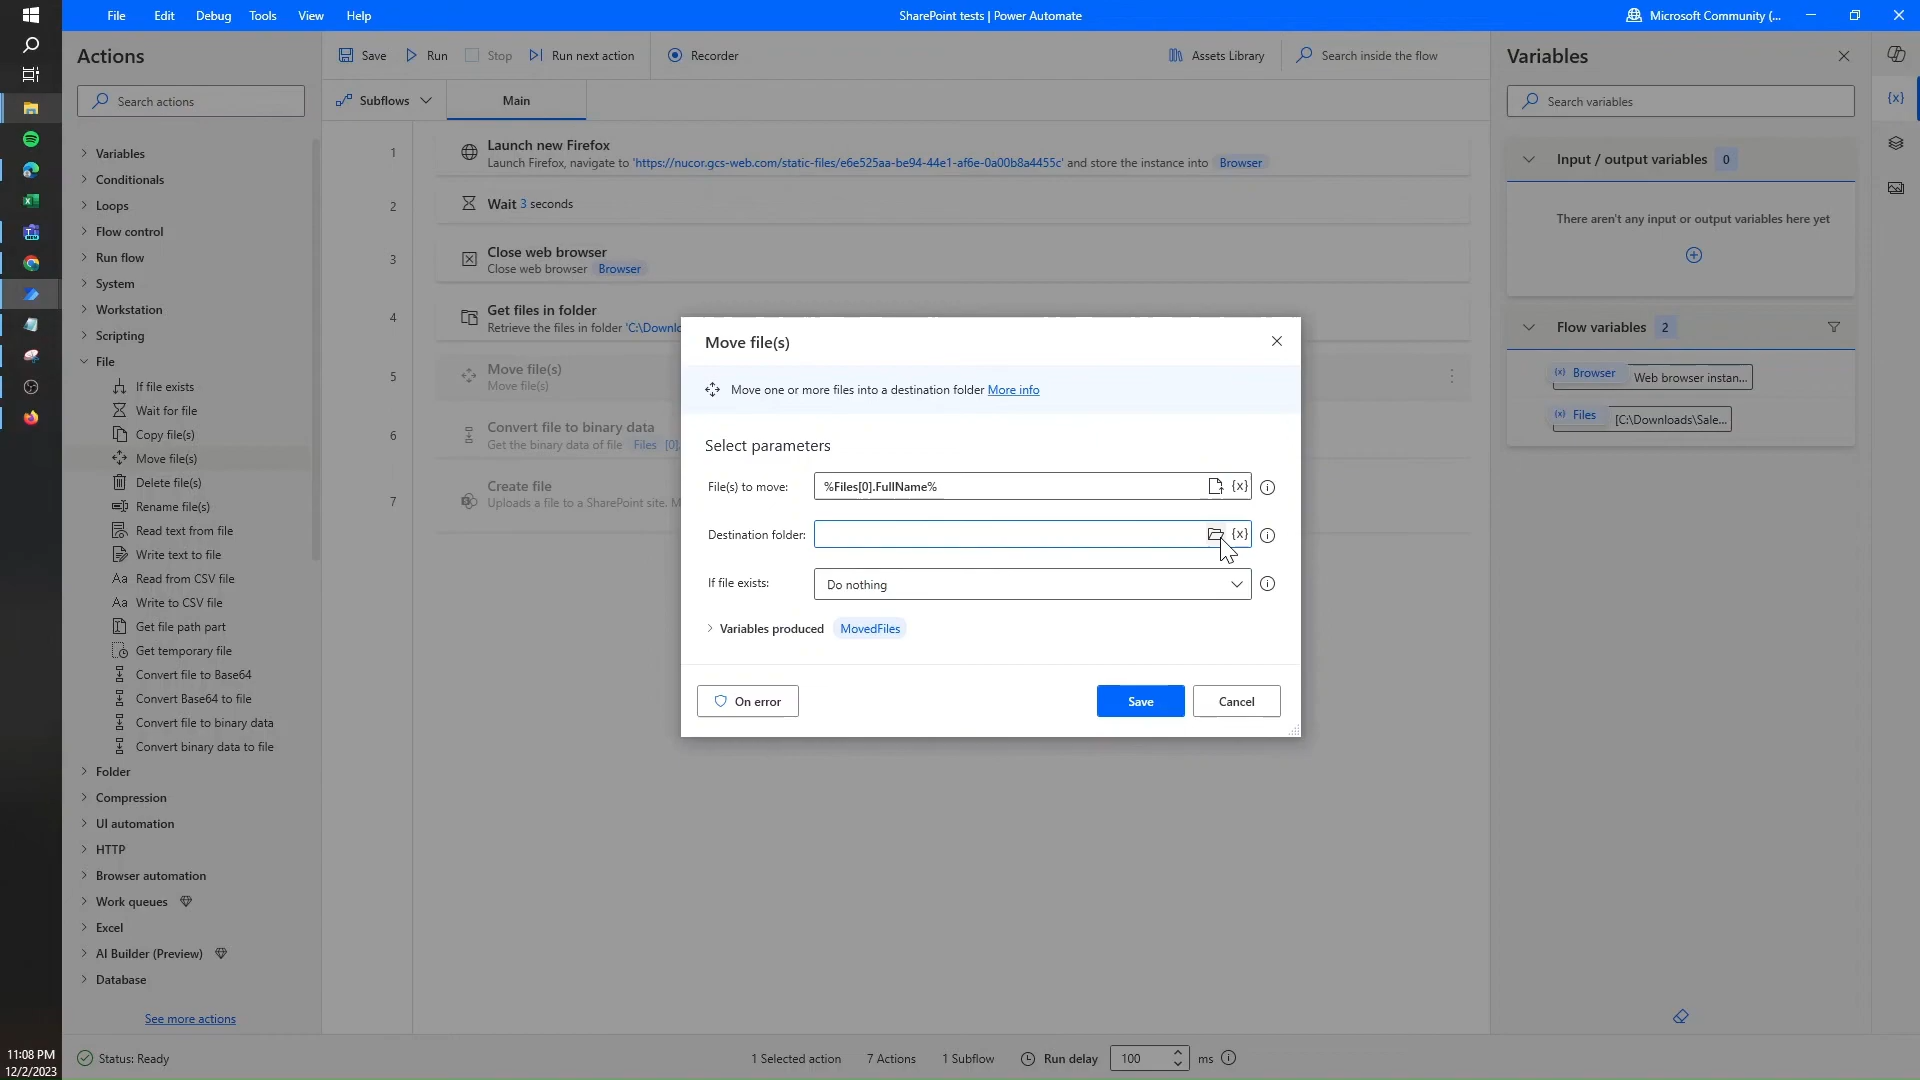 File Edit Debug Tools View Help
SharePoint tests | Power Automate
Microsoft Community (...
Actions
Search actions
Variables
Conditionals
Loops
Flow control
Run flow
System
Workstation
Scripting
File
If file exists
Wait for file
Copy file(s)
Move file(s)
Delete file(s)
Rename file(s)
Read text from file
Write text to file
Read from CSV file
Write to CSV file
Get file path part
Get temporary file
Convert file to Base64
Convert Base64 to file
Convert file to binary data
Convert binary data to file
Folder
Compression
UI automation
HTTP
Browser automation
Work queues
Excel
AI Builder (Preview)
Database
See more actions
Save Run Stop Run next action Recorder
Assets Library Search inside the flow
Subflows Main
1 Launch new Firefox
Launch Firefox, navigate to 'https://nucor.gcs-web.com/static-files/e6e525aa-be94-44e1-af6e-0a00b8a4455c' and store the instance into Browser
2 Wait 3 seconds
3 Close web browser
Close web browser Browser
4 Get files in folder
Retrieve the files in folder 'C:\Downlo
5 Move file(s)
Move file(s)
6 Convert file to binary data
Get the binary data of file Files [0].
7 Create file
Uploads a file to a SharePoint site. M
Move file(s)
Move one or more files into a destination folder More info
Select parameters
File(s) to move: %Files[0].FullName% {x}
Destination folder: {x}
If file exists: Do nothing
Variables produced MovedFiles
On error Save Cancel
Variables
Search variables
Input / output variables 0
There aren't any input or output variables here yet
Flow variables 2
(x) Browser Web browser instan...
(x) Files [C:\Downloads\Sale...
{x}
11:08 PM
12/2/2023
Status: Ready 1 Selected action 7 Actions 1 Subflow Run delay 100 ms